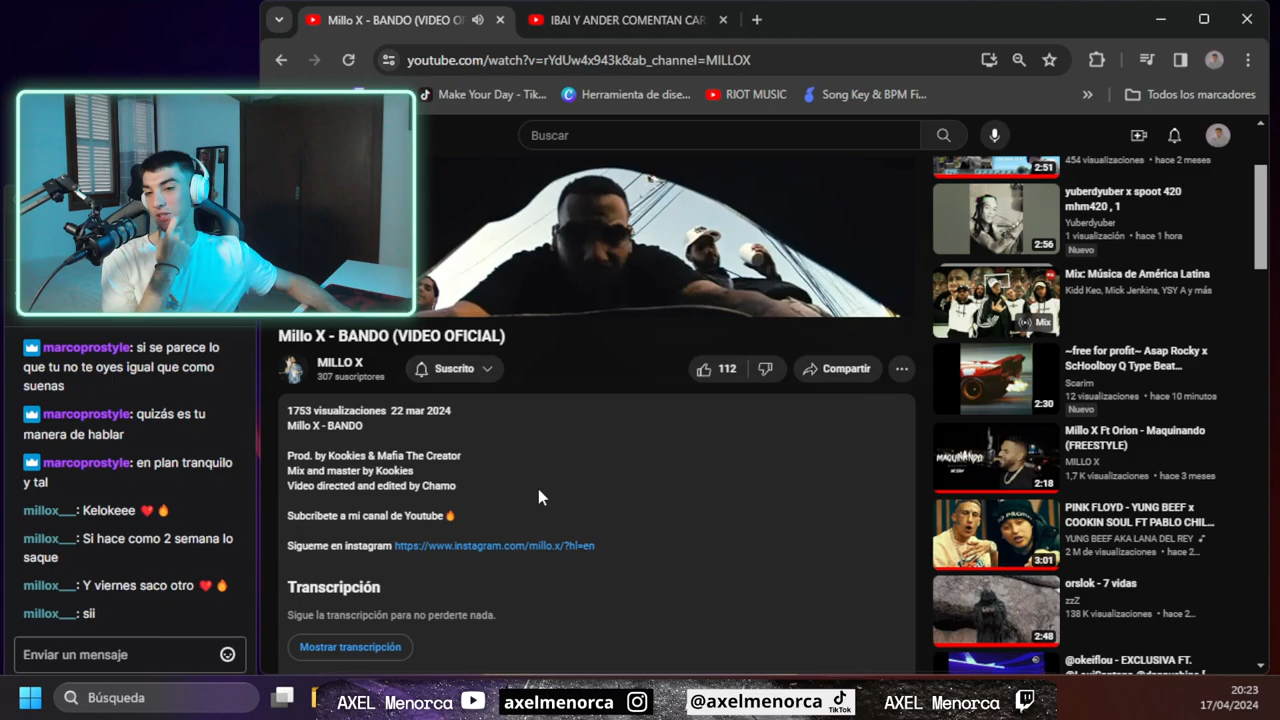 Millo X - BANDO (VIDEO OF
IBAI Y ANDER COMENTAN CAR
youtube.com/watch?v=rYdUw4x943k&ab_channel=MILLOX
Make Your Day - Tik...
Herramienta de dise...
RIOT MUSIC
Song Key & BPM Fi...
»
Todos los marcadores
Buscar
Millo X - BANDO (VIDEO OFICIAL)
MILLO X
307 suscriptores
Suscrito
112
Compartir
1753 visualizaciones 22 mar 2024
Millo X - BANDO
Prod. by Kookies & Mafia The Creator
Mix and master by Kookies
Video directed and edited by Chamo
Subcribete a mi canal de Youtube🔥
Sigueme en instagram https://www.instagram.com/millo.x/?hl=en
Transcripción
Sigue la transcripción para no perderte nada.
Mostrar transcripción
2:51
454 visualizaciones • hace 2 meses
yuberdyuber x spoot 420
mhm420 , 1
Yuberdyuber
1 visualización • hace 1 hora
Nuevo
2:56
Mix: Música de América Latina
Kidd Keo, Mick Jenkins, YSY A y más
Mix
~free for profit~ Asap Rocky x
ScHoolboy Q Type Beat...
Scarim
12 visualizaciones • hace 10 minutos
Nuevo
2:30
Millo X Ft Orion - Maquinando
(FREESTYLE)
MILLO X
1,7 K visualizaciones • hace 3 meses
MAQUINANDO
2:18
PINK FLOYD - YUNG BEEF x
COOKIN SOUL FT PABLO CHIL...
YUNG BEEF AKA LANA DEL REY ♪
2 M de visualizaciones • hace 2...
3:01
orslok - 7 vidas
zzZ
138 K visualizaciones • hace 2...
2:48
@okeiflou - EXCLUSIVA FT.
marcoprostyle: si se parece lo
que tu no te oyes igual que como
suenas
marcoprostyle: quizás es tu
manera de hablar
marcoprostyle: en plan tranquilo
y tal
millox___: Kelokeee ❤️🔥
millox___: Si hace como 2 semana lo
saque
millox___: Y viernes saco otro ❤️🔥
millox___: sii
Enviar un mensaje
Búsqueda
AXEL Menorca
axelmenorca
@axelmenorca
TikTok
AXEL Menorca
20:23
17/04/2024